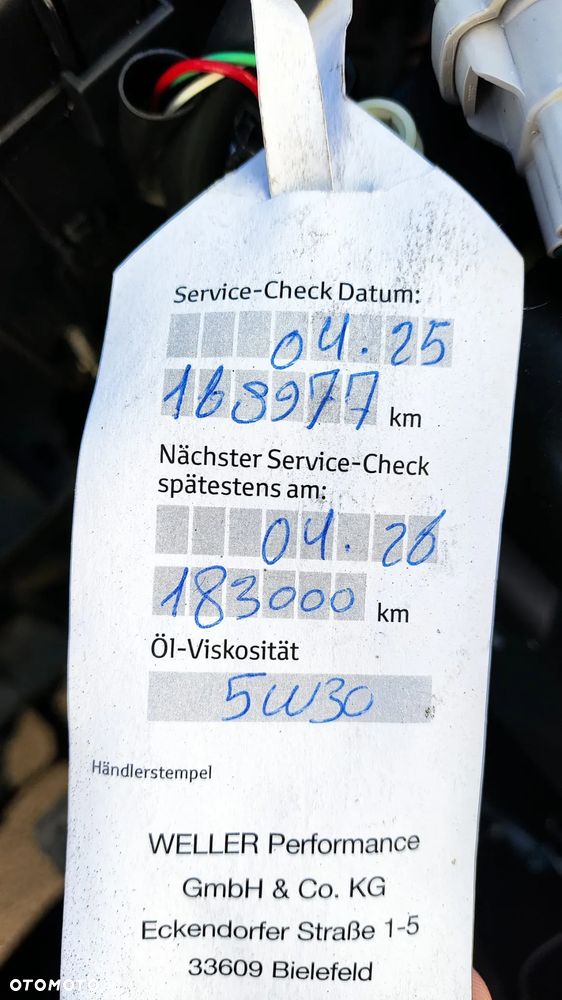 Service-Check Datum:
04.25
168977 km
Nächster Service-Check
spätestens am:
04.26
183000 km
Öl-Viskosität
5W30
Händlerstempel
WELLER Performance
GmbH & Co. KG
Eckendorfer Straße 1-5
33609 Bielefeld
OTOMOTO